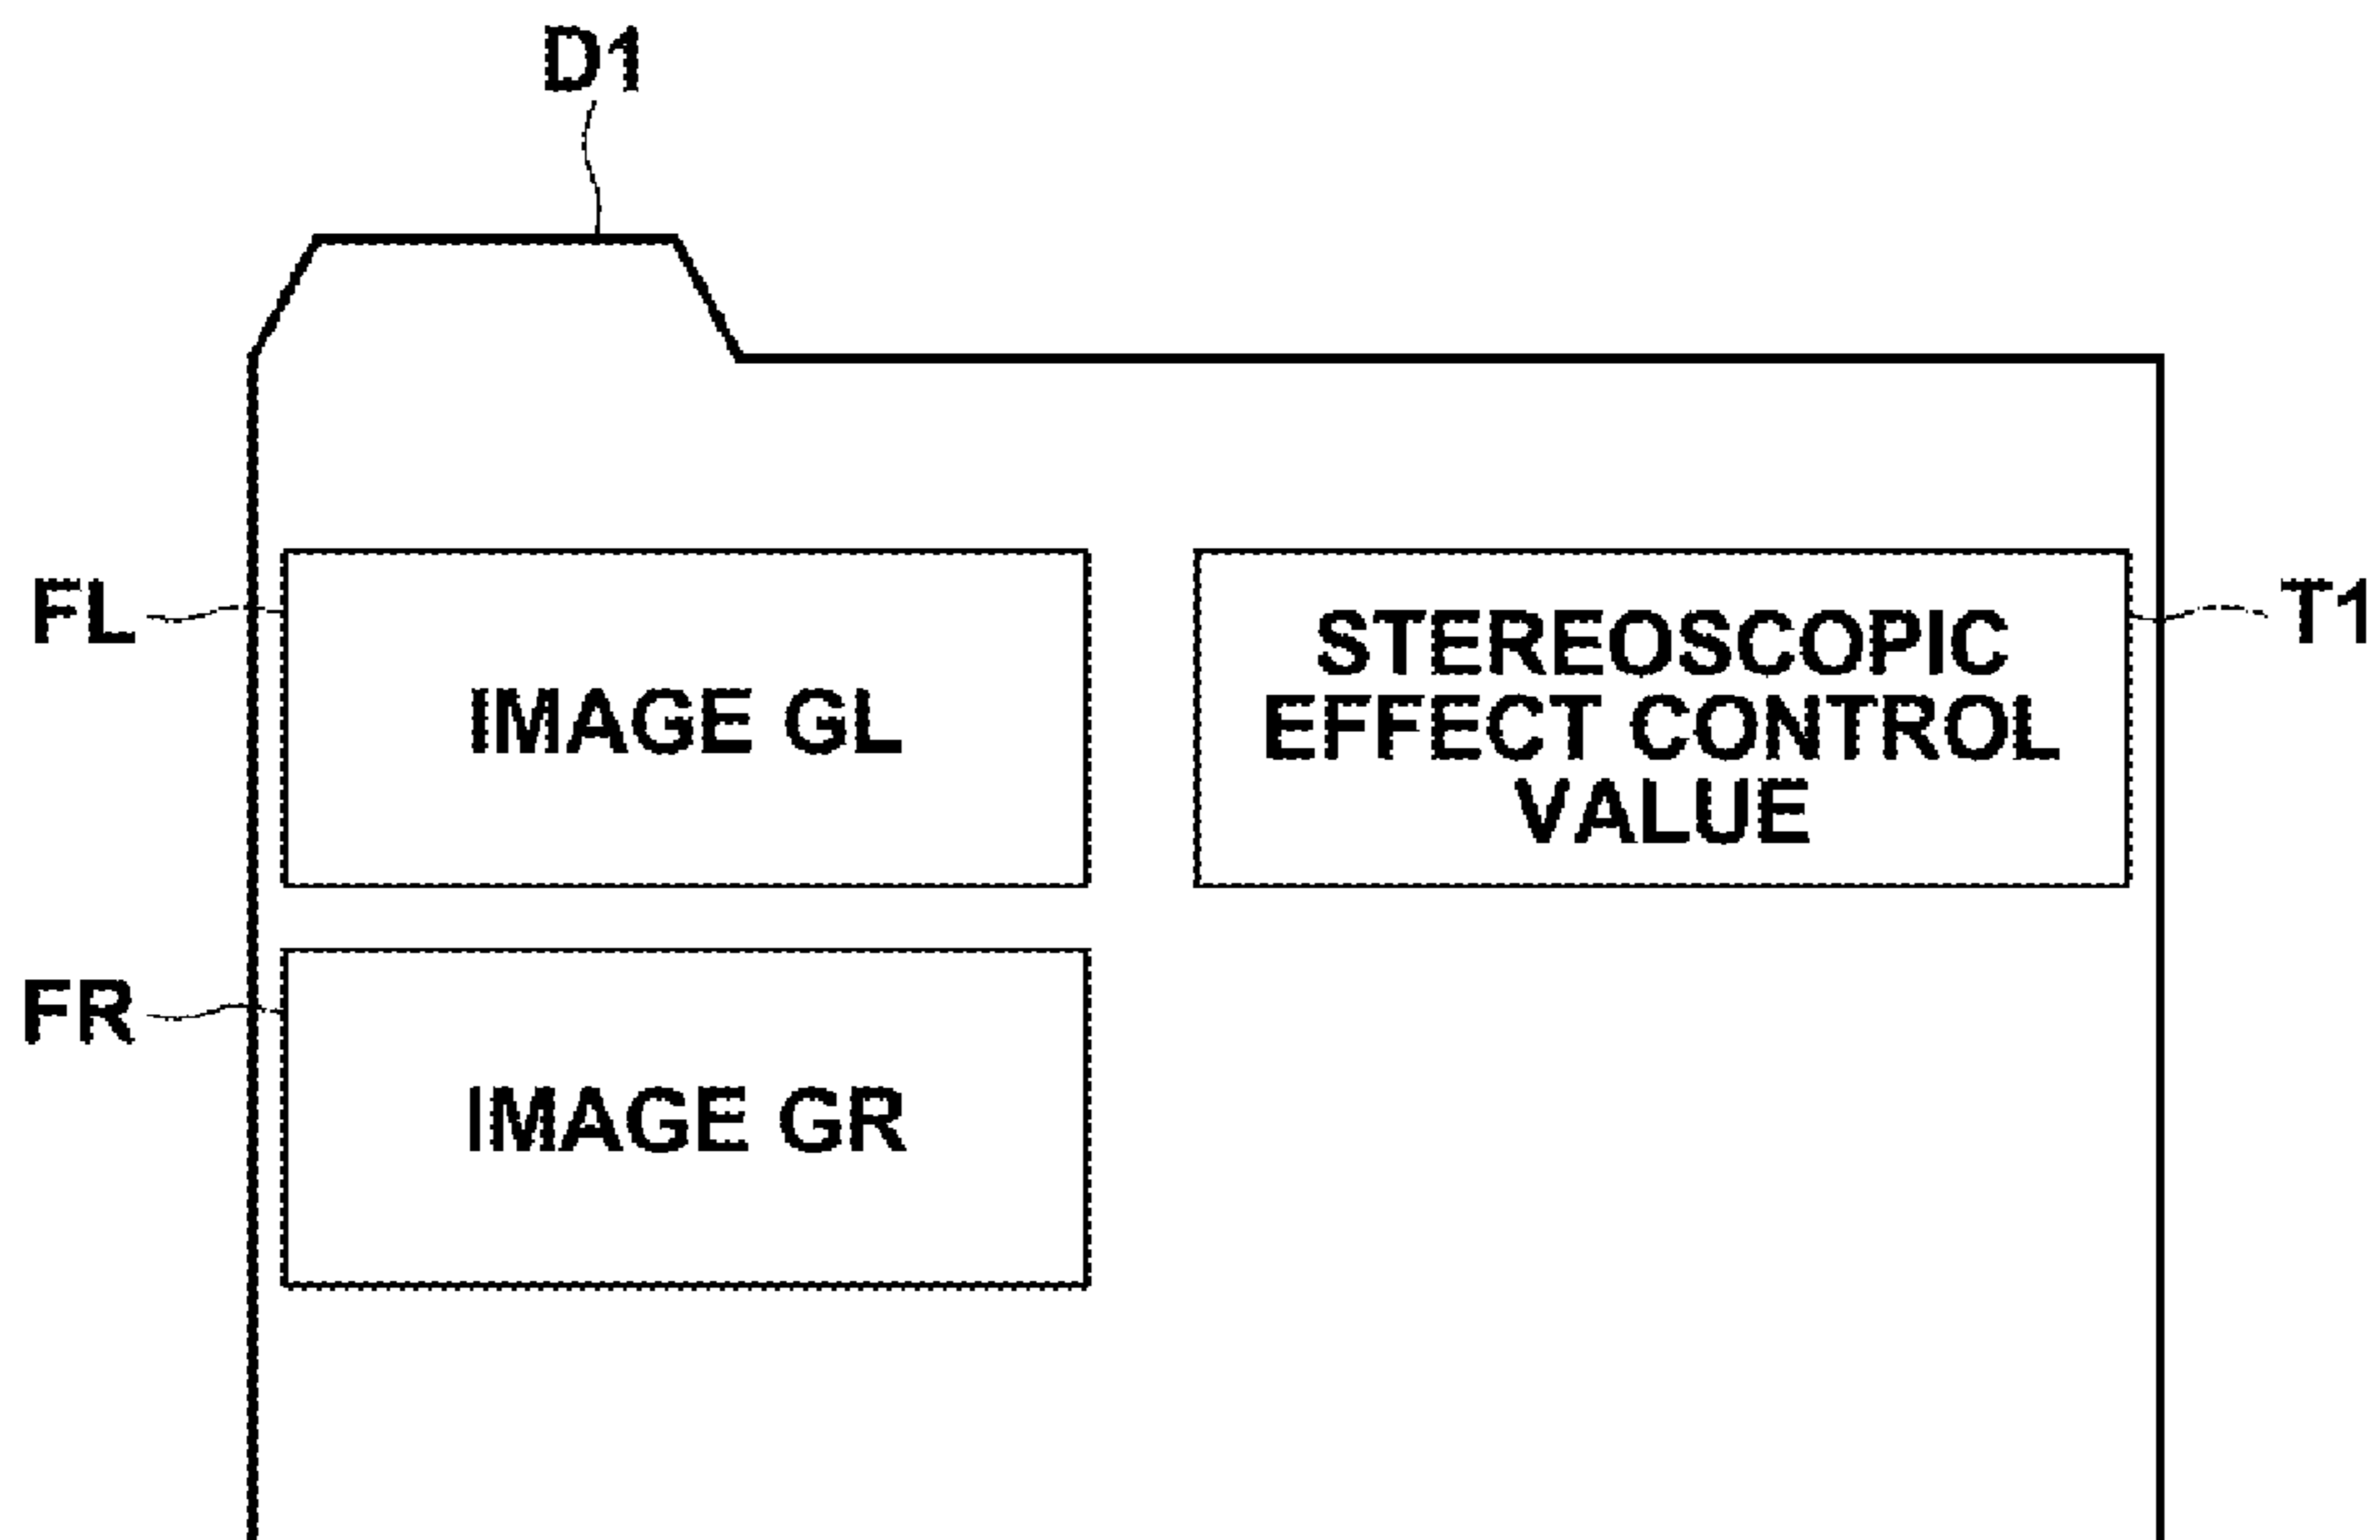 D1
FL
IMAGE GL
STEREOSCOPIC
EFFECT CONTROL
VALUE
T1
FR
IMAGE GR